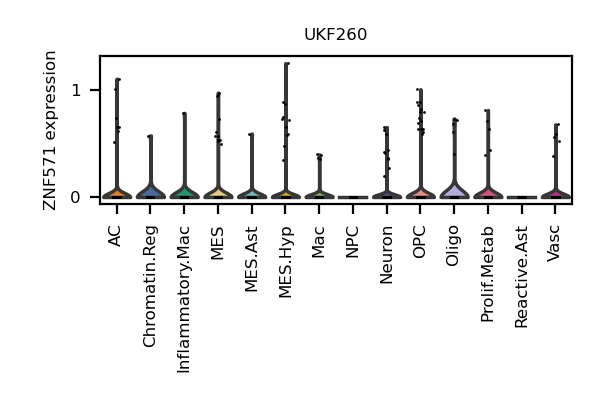 UKF260
ZNF571 expression
1
0
AC
Chromatin.Reg
Inflammatory.Mac
MES
MES.Ast
MES.Hyp
Mac
NPC
Neuron
OPC
Oligo
Prolif.Metab
Reactive.Ast
Vasc